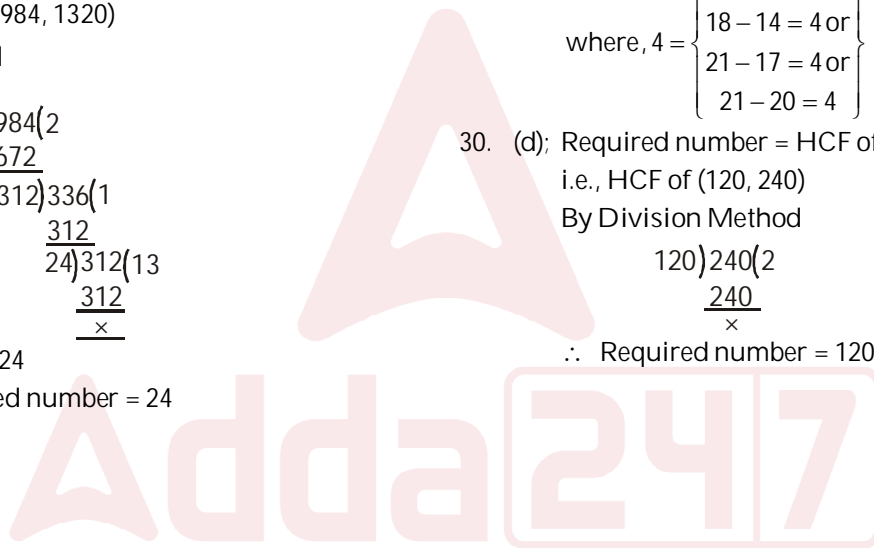 984, 1320)
984(2
672
312)336(1
312
24)312(13
312
×
24
ed number = 24
where, 4 = {18 – 14 = 4 or
21 – 17 = 4 or
21 – 20 = 4}
30. (d); Required number = HCF of
i.e., HCF of (120, 240)
By Division Method
120)240(2
240
×
∴ Required number = 120
Adda247